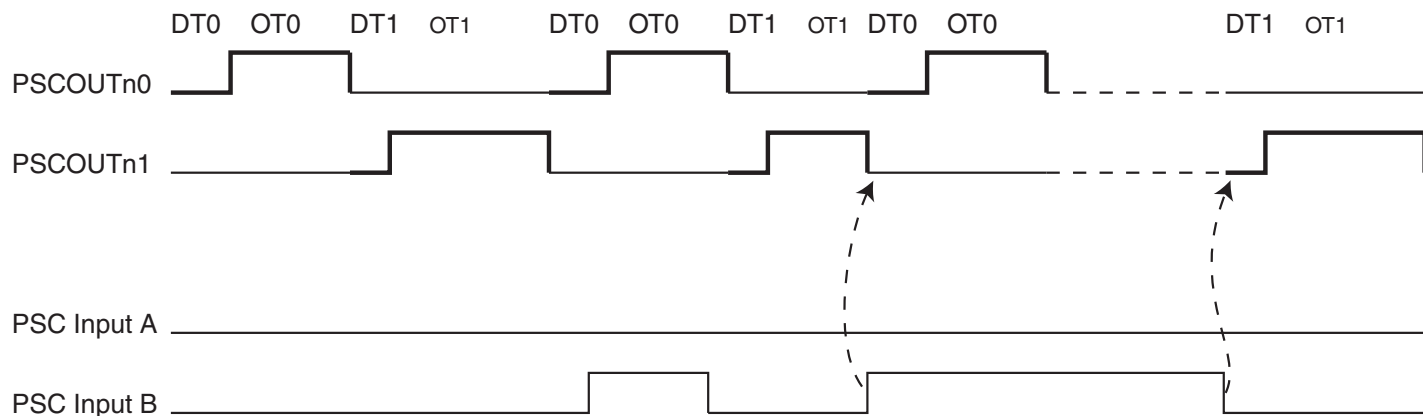 DT0 OT0 DT1 OT1 DT0 OT0 DT1 OT1 DT0 OT0 DT1 OT1
PSCOUTn0
PSCOUTn1
PSC Input A
PSC Input B